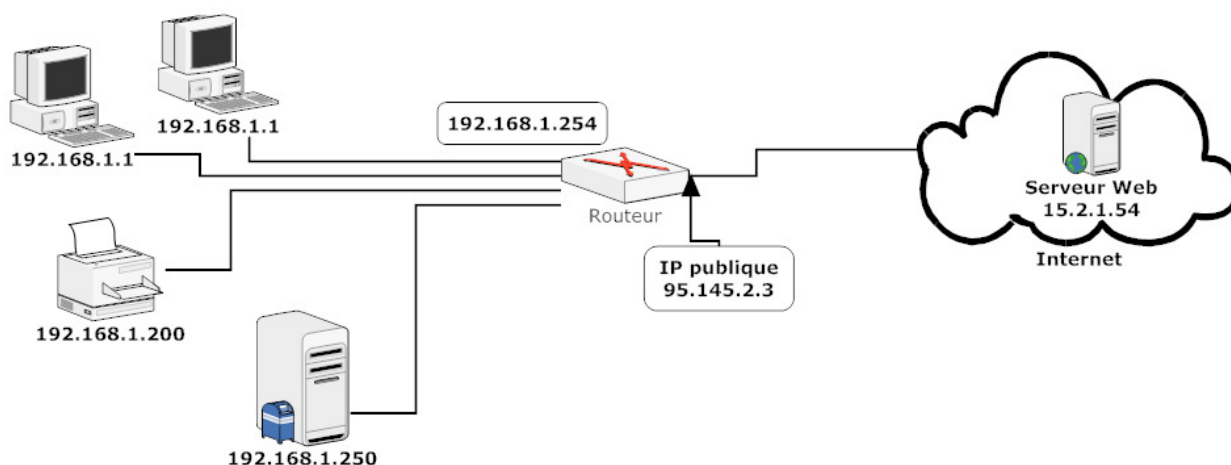 192.168.1.1
192.168.1.1
192.168.1.254
Routeur
Serveur Web
15.2.1.54
Internet
IP publique
95.145.2.3
192.168.1.200
192.168.1.250